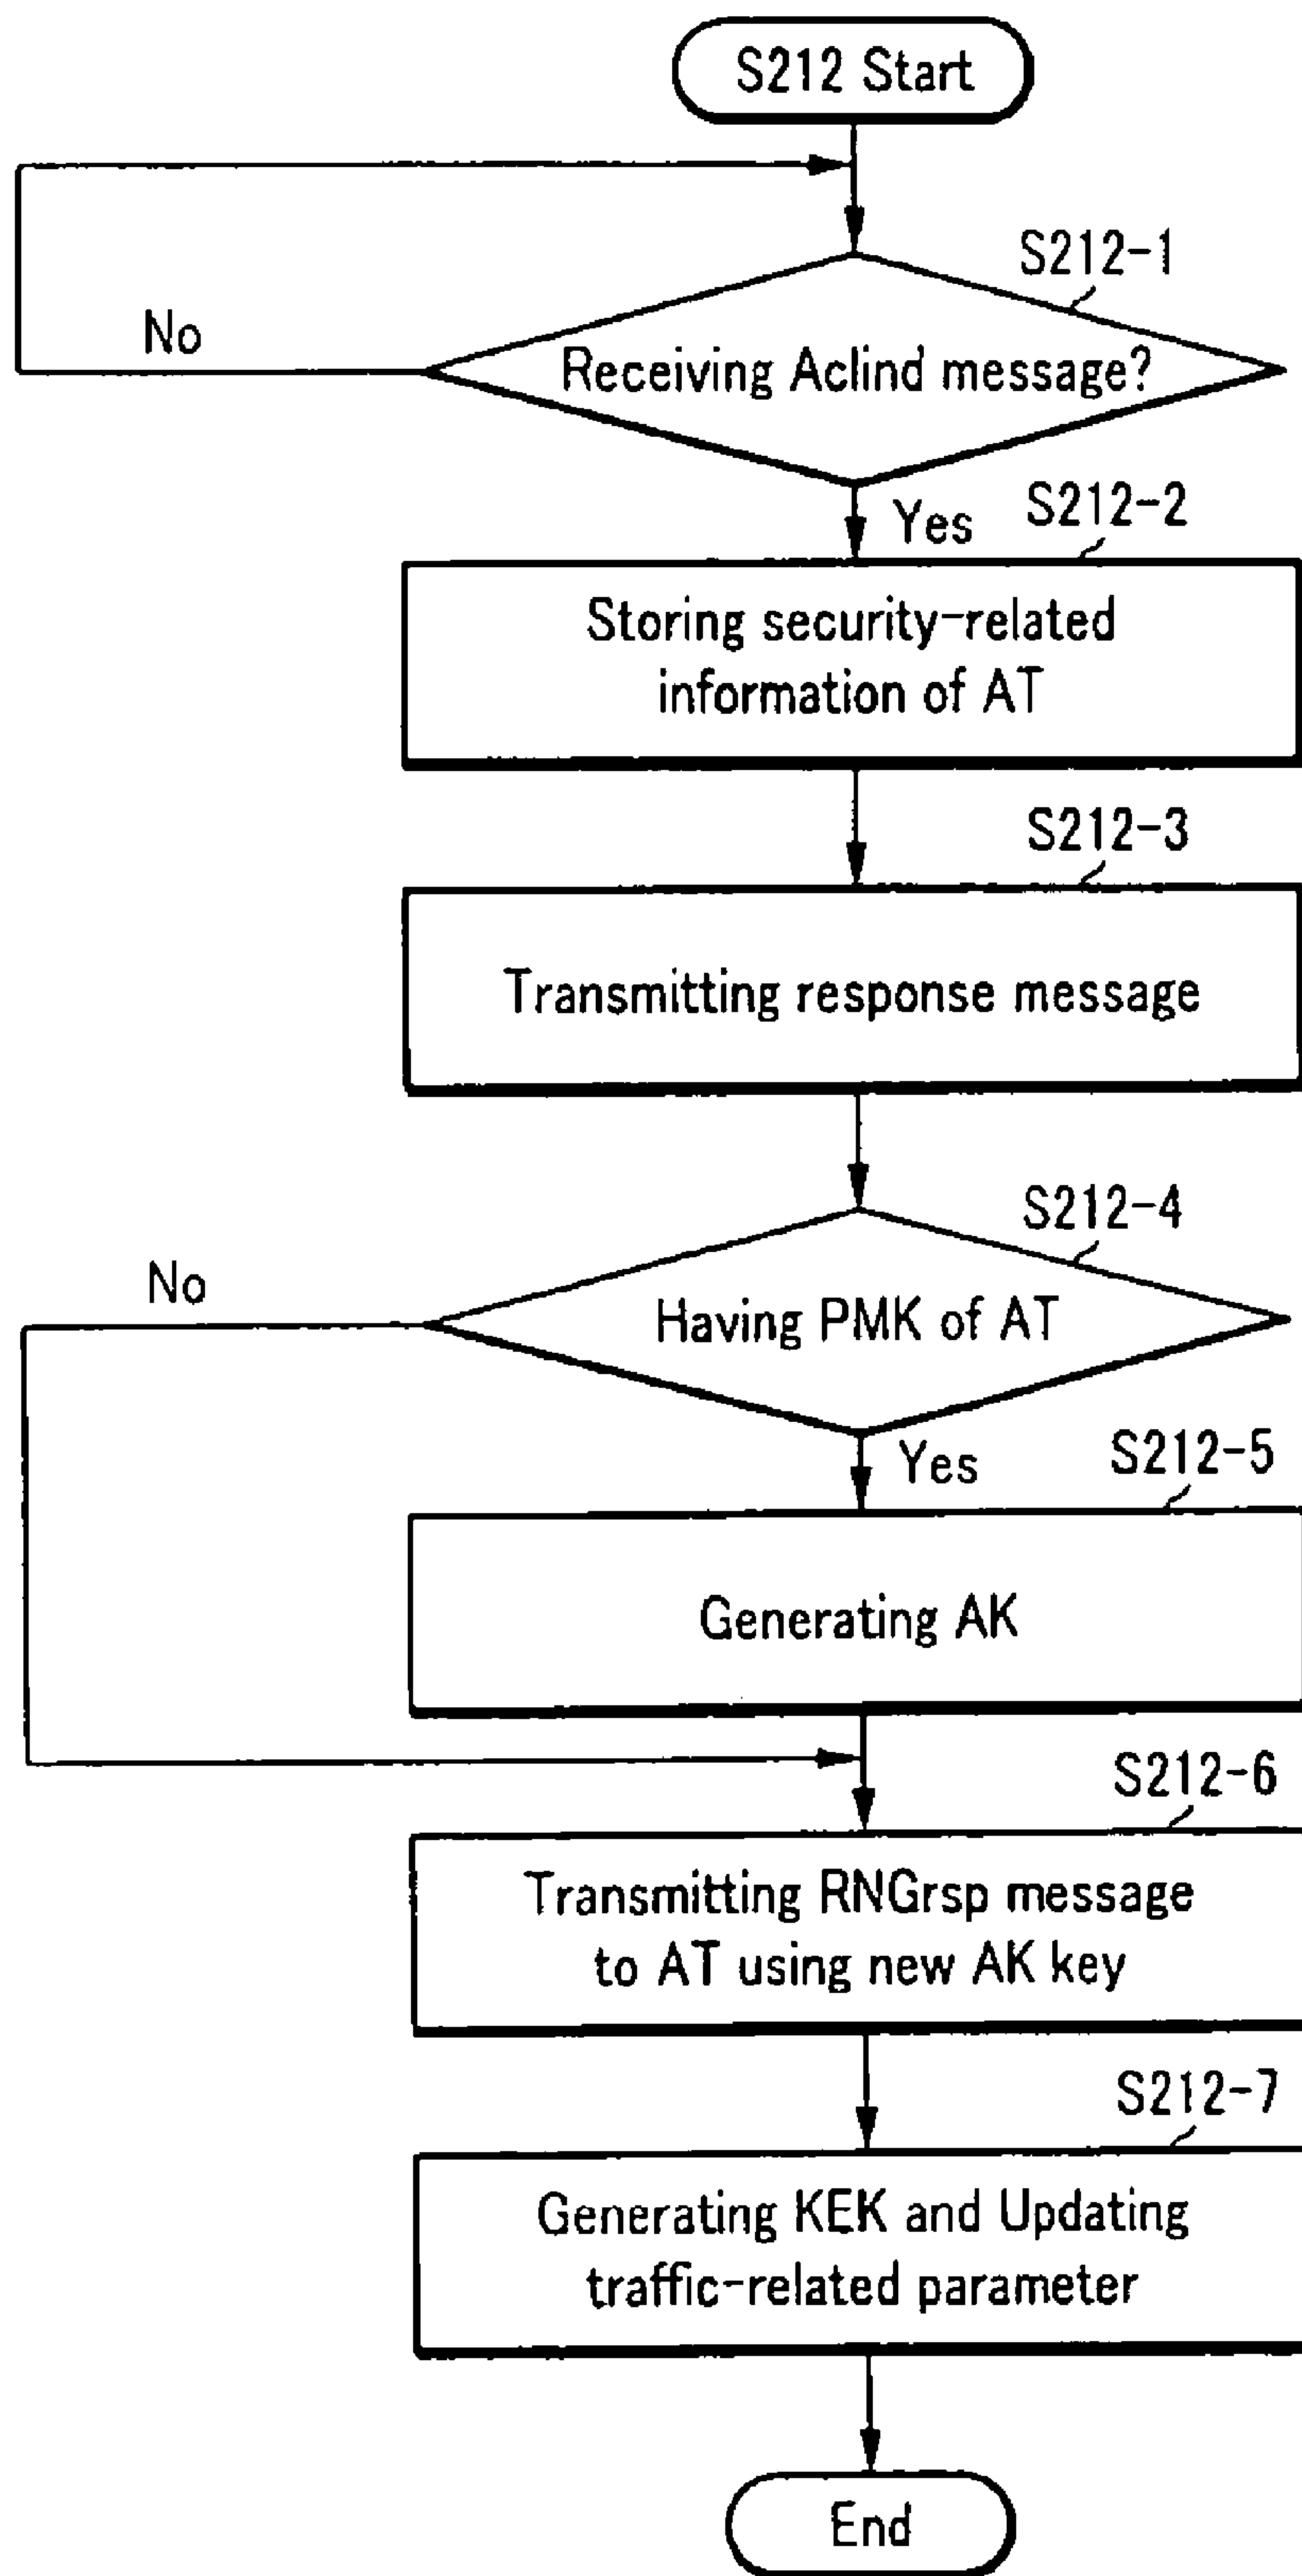 S212 Start
S212-1
No
Receiving Aclind message?
Yes
S212-2
Storing security-related
information of AT
S212-3
Transmitting response message
S212-4
No
Having PMK of AT
Yes
S212-5
Generating AK
S212-6
Transmitting RNGrsp message
to AT using new AK key
S212-7
Generating KEK and Updating
traffic-related parameter
End